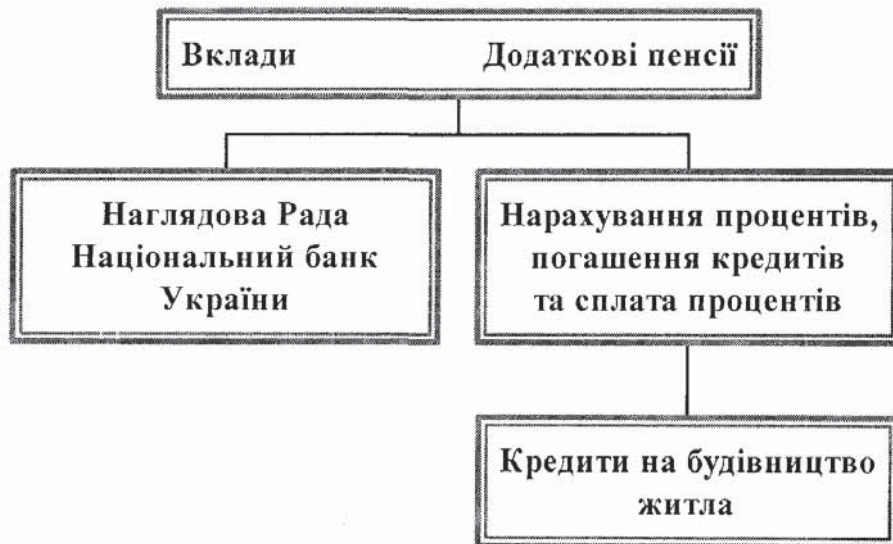 Вклади Додаткові пенсії
Наглядова Рада
Національний банк
України
Нарахування процентів,
погашення кредитів
та сплата процентів
Кредити на будівництво
житла